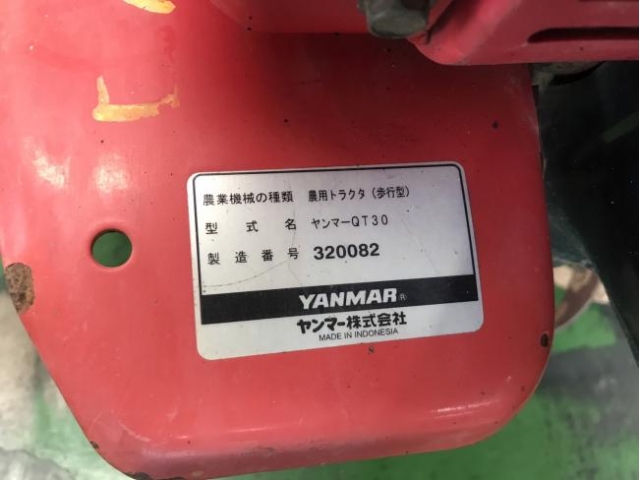 農業機械の種類 農用トラクタ(歩行型)
型式名 ヤンマーQT30
製造番号 320082
YANMAR®
ヤンマー株式会社
MADE IN INDONESIA